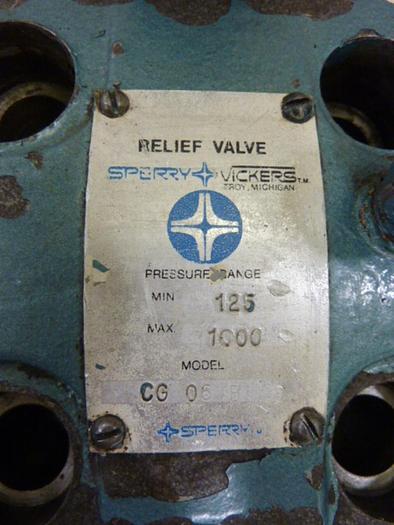 RELIEF VALVE
SPERRY VICKERS T.M.
TROY, MICHIGAN
PRESSURE RANGE
MIN 125
MAX. 1000
MODEL
CG 06
SPERRY